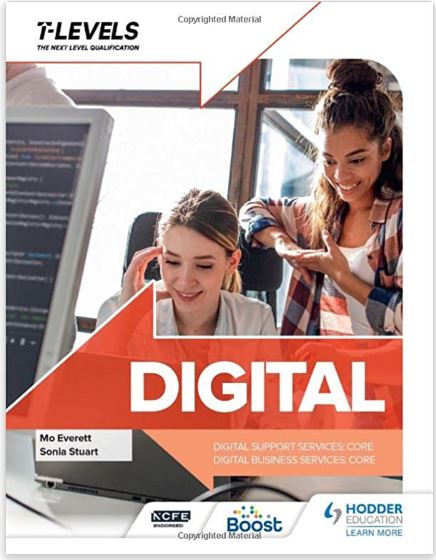 Copyrighted Material
T-LEVELS
THE NEXT LEVEL QUALIFICATION
DIGITAL
Mo Everett
Sonia Stuart
DIGITAL SUPPORT SERVICES: CORE
DIGITAL BUSINESS SERVICES: CORE
NCFE
ENDORSED
Boost
HODDER
EDUCATION
LEARN MORE
Copyrighted Material